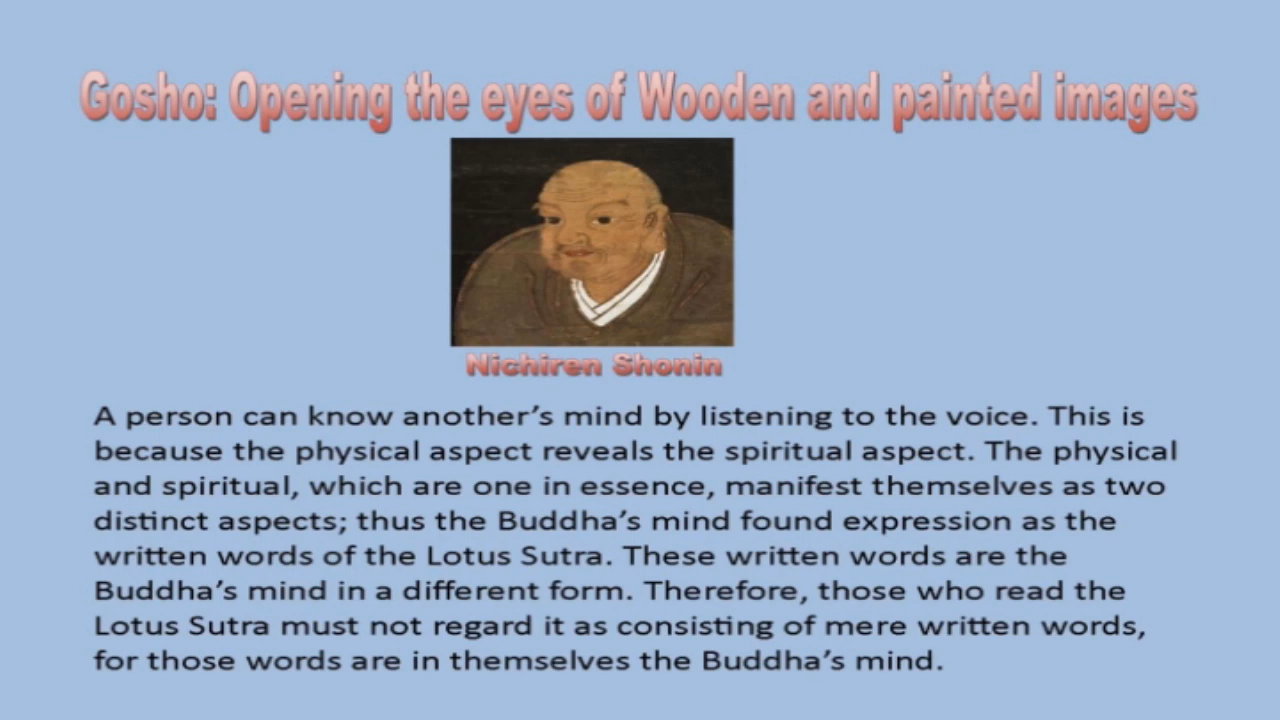 Gosho: Opening the eyes of Wooden and painted images
Nichiren Shonin
A person can know another’s mind by listening to the voice. This is
because the physical aspect reveals the spiritual aspect. The physical
and spiritual, which are one in essence, manifest themselves as two
distinct aspects; thus the Buddha’s mind found expression as the
written words of the Lotus Sutra. These written words are the
Buddha’s mind in a different form. Therefore, those who read the
Lotus Sutra must not regard it as consisting of mere written words,
for those words are in themselves the Buddha’s mind.